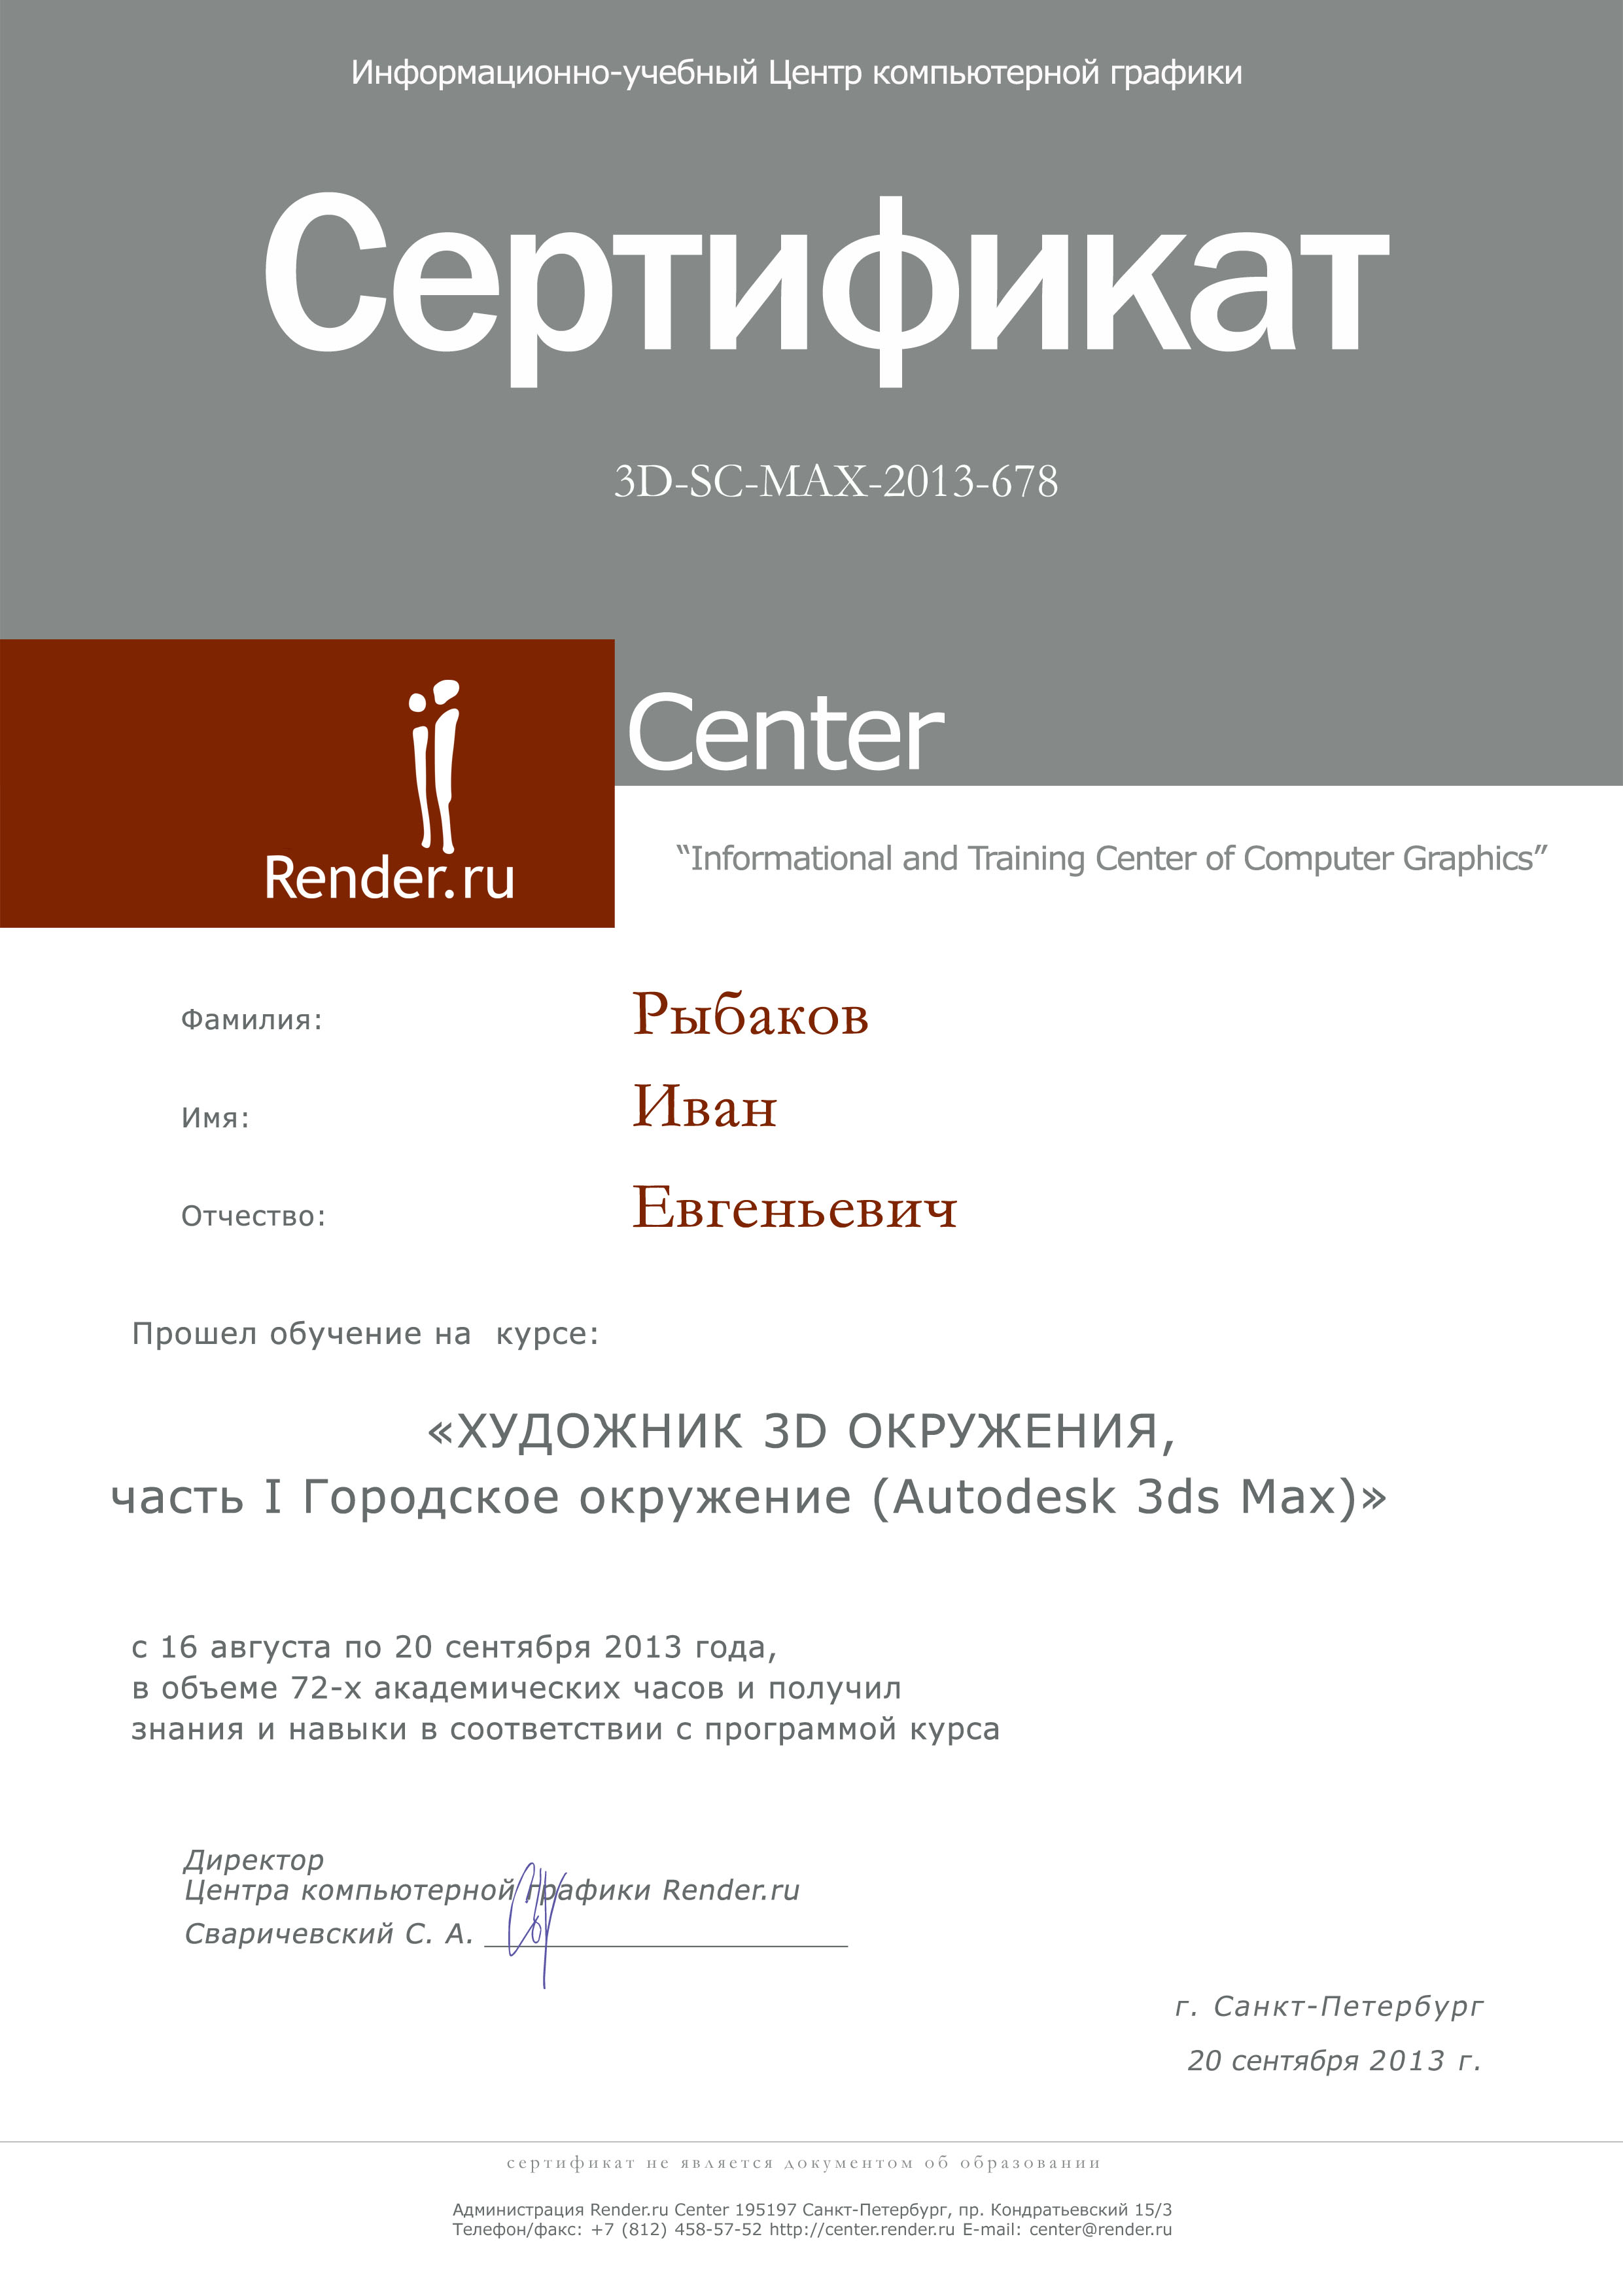 Информационно-учебный Центр компьютерной графики
Сертификат
3D-SC-MAX-2013-678
Center
Render.ru
“Informational and Training Center of Computer Graphics”
Фамилия: Рыбаков
Имя: Иван
Отчество: Евгеньевич
Прошел обучение на курсе:
«ХУДОЖНИК 3D ОКРУЖЕНИЯ,
часть I Городское окружение (Autodesk 3ds Max)»
с 16 августа по 20 сентября 2013 года,
в объеме 72-х академических часов и получил
знания и навыки в соответствии с программой курса
Директор
Центра компьютерной графики Render.ru
Сваричевский С. А.
г. Санкт-Петербург
20 сентября 2013 г.
сертификат не является документом об образовании
Администрация Render.ru Center 195197 Санкт-Петербург, пр. Кондратьевский 15/3
Телефон/факс: +7 (812) 458-57-52 http://center.render.ru E-mail: center@render.ru